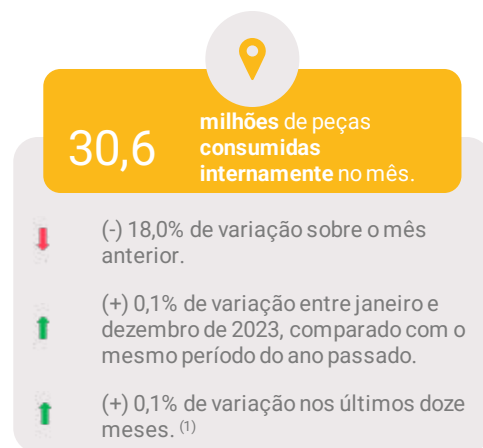 30,6
milhões de peças
consumidas
internamente no mês.
(-) 18,0% de variação sobre o mês
anterior.
(+) 0,1% de variação entre janeiro e
dezembro de 2023, comparado com o
mesmo período do ano passado.
(+) 0,1% de variação nos últimos doze
meses. (1)